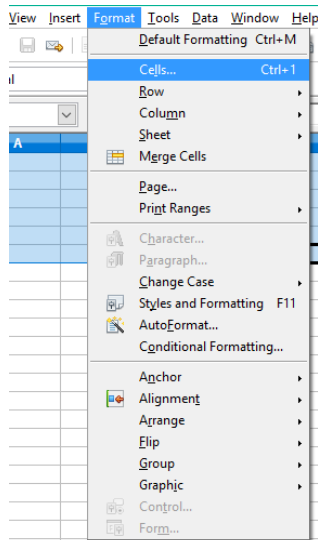 View Insert Format Tools Data Window Help
Default Formatting Ctrl+M
Cells... Ctrl+1
Row
Column
Sheet
A
Merge Cells
Page...
Print Ranges
Character...
Paragraph...
Change Case
Styles and Formatting F11
AutoFormat...
Conditional Formatting...
Anchor
Alignment
Arrange
Flip
Group
Graphic
Control...
Form...